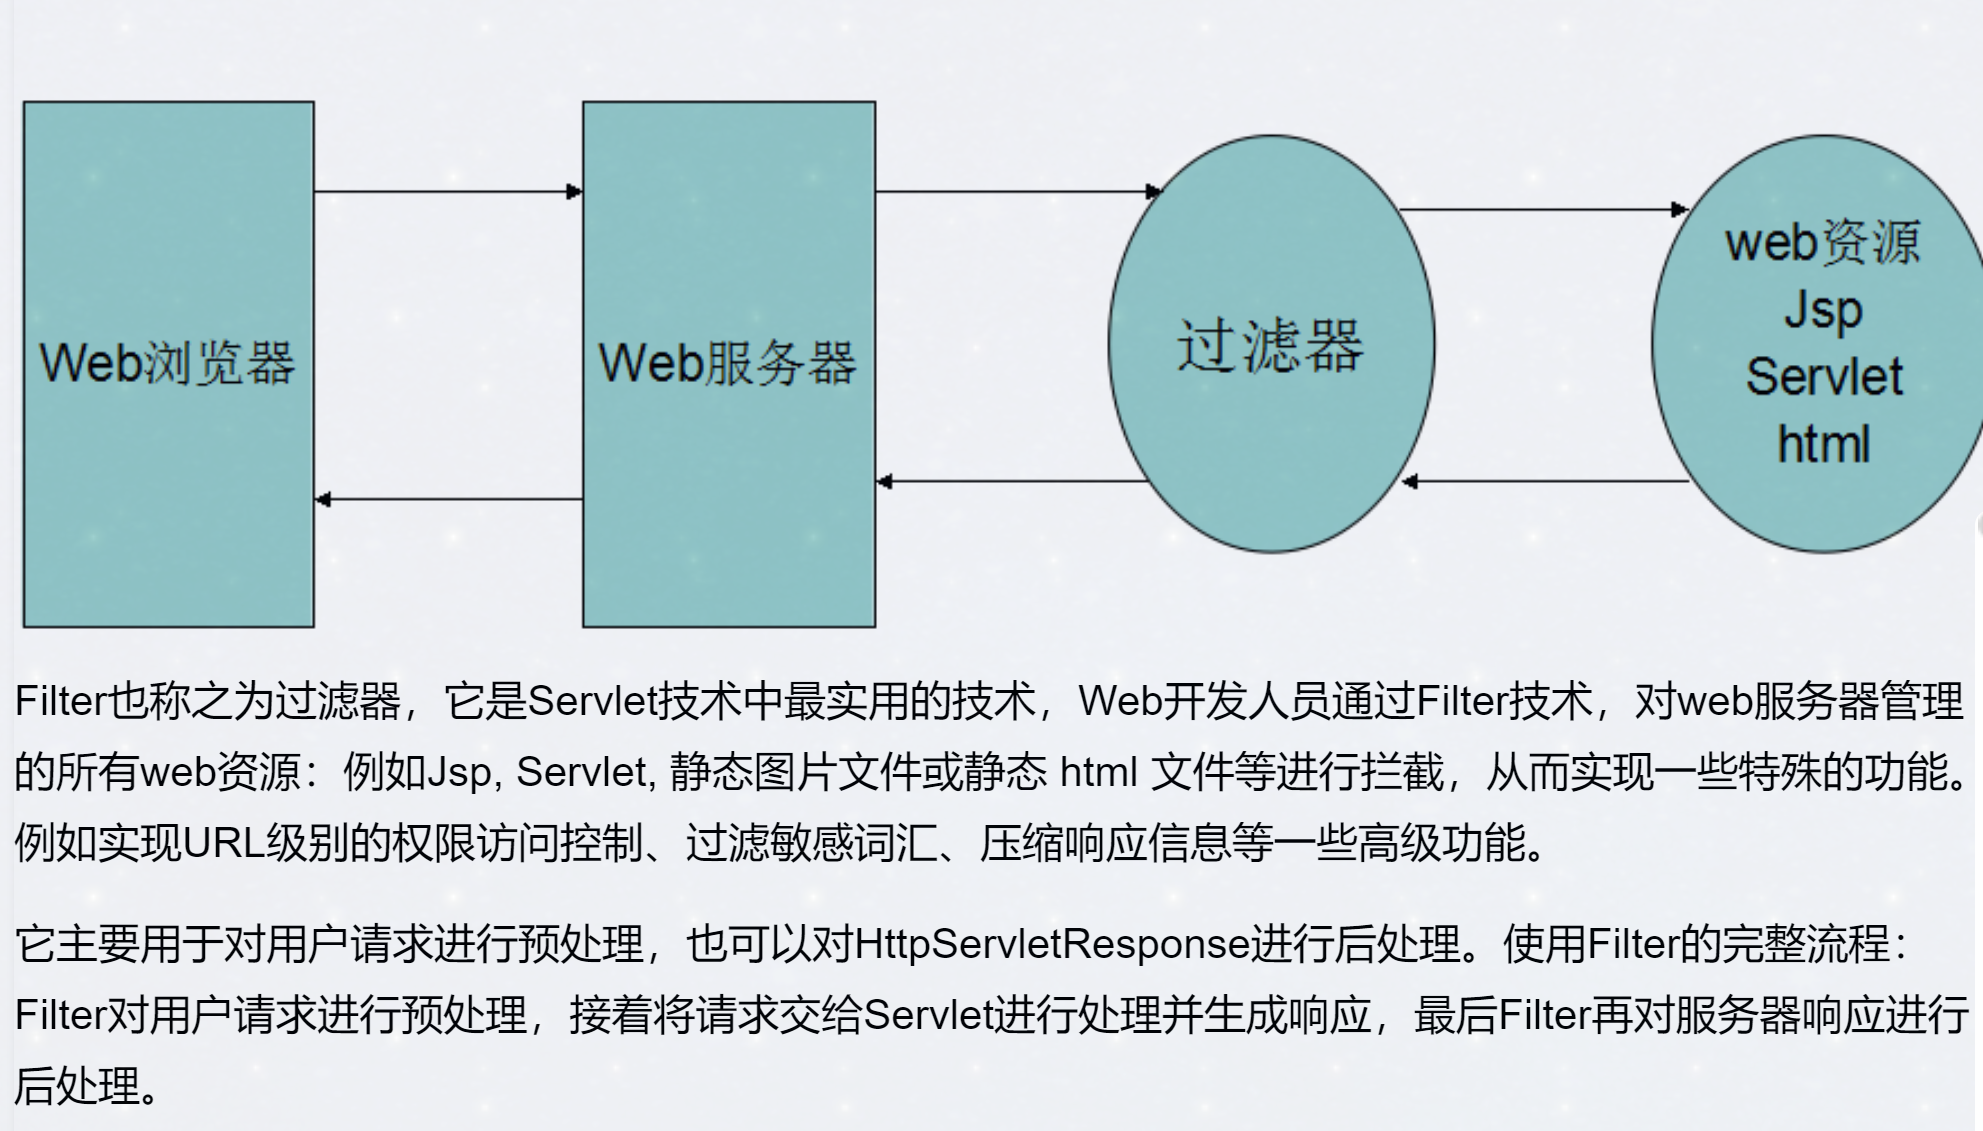 Web浏览器
Web服务器
过滤器
web资源
Jsp
Servlet
html
Filter也称之为过滤器，它是Servlet技术中最实用的技术，Web开发人员通过Filter技术，对web服务器管理
的所有web资源：例如Jsp, Servlet, 静态图片文件或静态 html 文件等进行拦截，从而实现一些特殊的功能。
例如实现URL级别的权限访问控制、过滤敏感词汇、压缩响应信息等一些高级功能。
它主要用于对用户请求进行预处理，也可以对HttpServletResponse进行后处理。使用Filter的完整流程：
Filter对用户请求进行预处理，接着将请求交给Servlet进行处理并生成响应，最后Filter再对服务器响应进行
后处理。